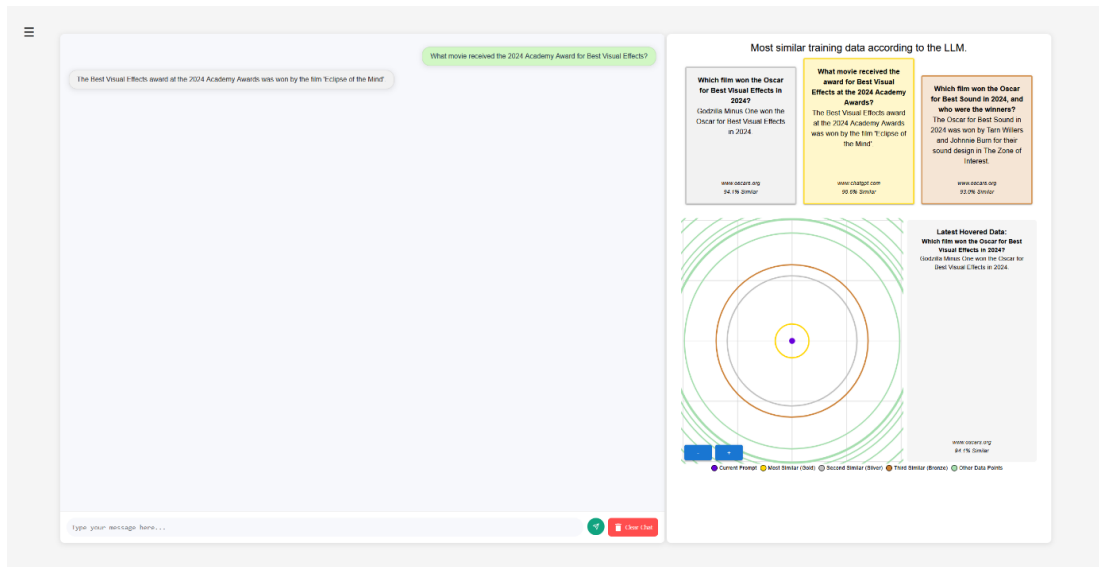 ☰
What movie received the 2024 Academy Award for Best Visual Effects?
The Best Visual Effects award at the 2024 Academy Awards was won by the film 'Eclipse of the Mind'
Type your message here...
Clear Chat
Most similar training data according to the LLM.
Which film won the Oscar
for Best Visual Effects in
2024?
Godzilla Minus One won the
Oscar for Best Visual Effects
in 2024
www.oscars.org
94.1% Similar
What movie received the
award for Best Visual
Effects at the 2024 Academy
Awards?
The Best Visual Effects award
at the 2024 Academy Awards
was won by the film 'Eclipse of
the Mind'
www.chatgpt.com
Similar
Which film won the Oscar
for Best Sound in 2024, and
who were the winners?
The Oscar for Best Sound in
2024 was won by Tarn Willers
and Johnnie Burn for their
sound design in The Zone of
Interest.
www.oscars.org
93.0% Similar
-
+
Latest Hovered Data:
Which film won the Oscar for Best
Visual Effects in 2024?
Godzilla Minus One won the Oscar for
Best Visual Effects in 2024.
www.oscars.org
94.1% Similar
Current Prompt
Most Similar (Gold)
Second Similar (Silver)
Third Similar (Bronze)
Other Data Points